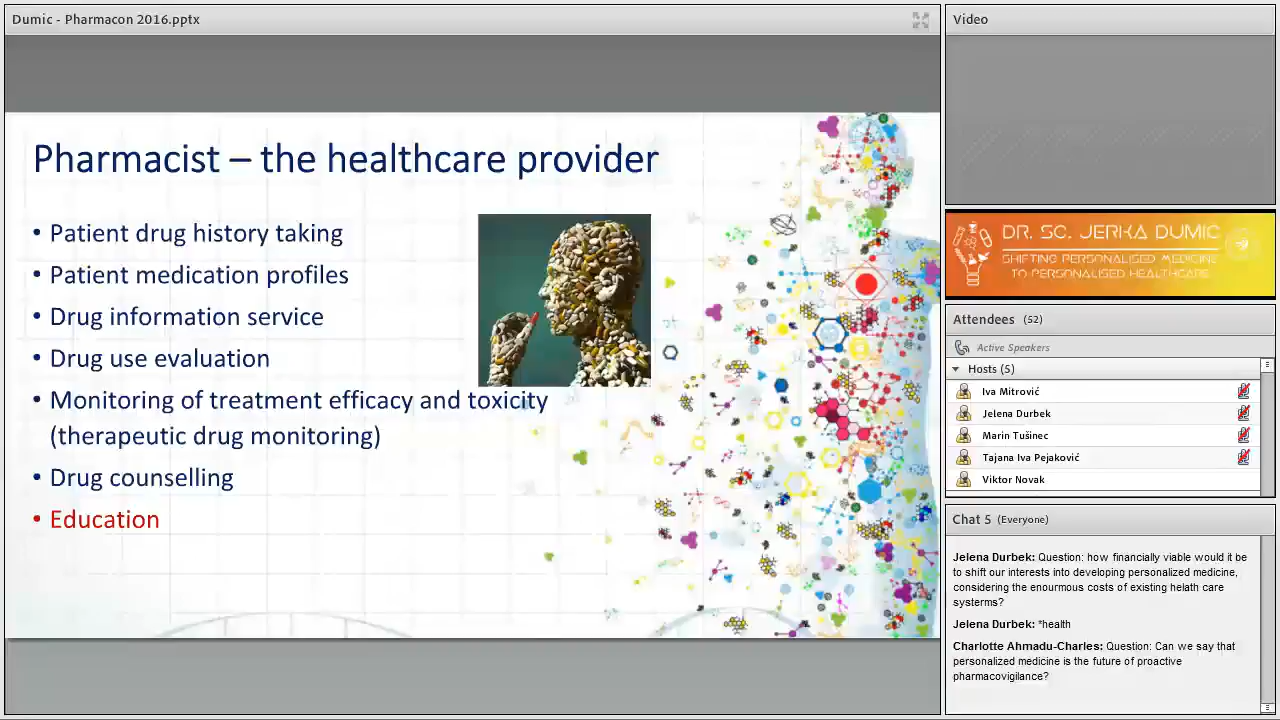 Dumic - Pharmacon 2016.pptx
Pharmacist – the healthcare provider
• Patient drug history taking
• Patient medication profiles
• Drug information service
• Drug use evaluation
• Monitoring of treatment efficacy and toxicity
(therapeutic drug monitoring)
• Drug counselling
• Education
Video
DR. SC. JERKA DUMIC
SHIFTING PERSONALISED MEDICINE
TO PERSONALISED HEALTHCARE
Attendees (52)
Active Speakers
Hosts (5)
Iva Mitrović
Jelena Durbek
Marin Tušinec
Tajana Iva Pejaković
Viktor Novak
Chat 5 (Everyone)
Jelena Durbek: Question: how financially viable would it be
to shift our interests into developing personalized medicine,
considering the enourmous costs of existing helath care
systerms?
Jelena Durbek: *health
Charlotte Ahmadu-Charles: Question: Can we say that
personalized medicine is the future of proactive
pharmacovigilance?